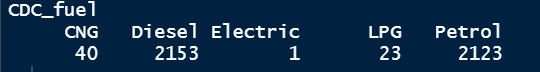 CDC_fuel
CNG Diesel Electric LPG Petrol
40 2153 1 23 2123